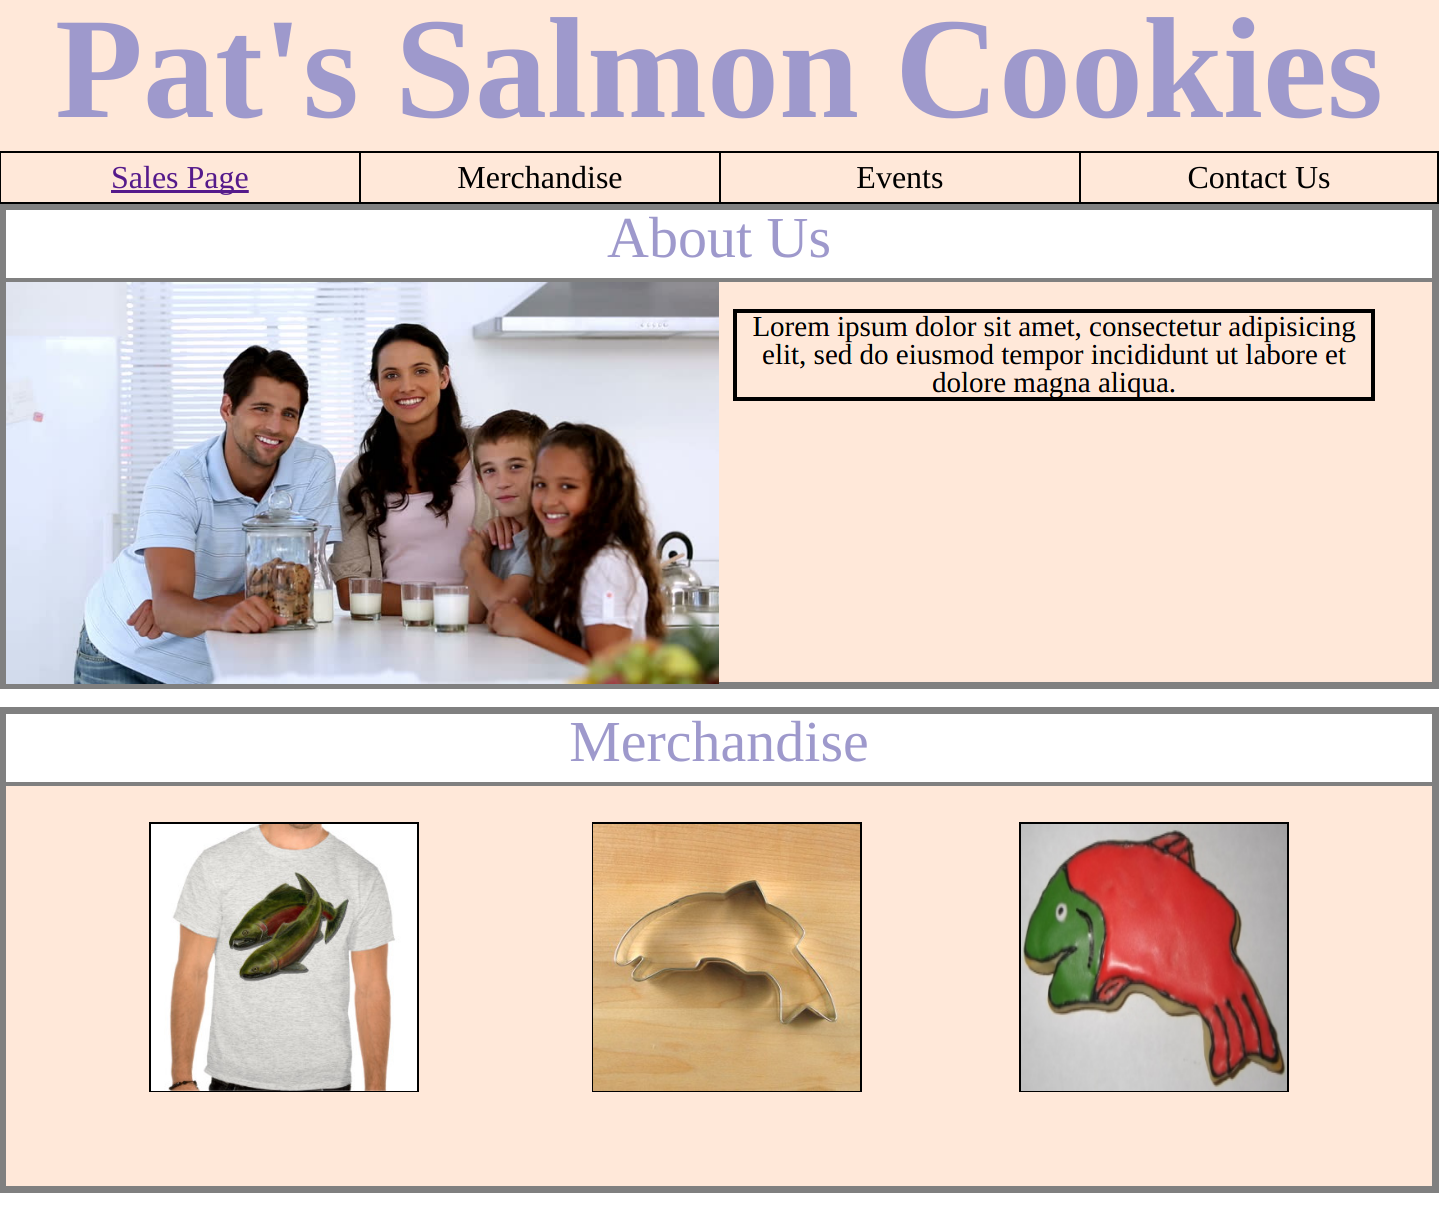 Pat's Salmon Cookies
Sales Page
Merchandise
Events
Contact Us
About Us
Lorem ipsum dolor sit amet, consectetur adipisicing
elit, sed do eiusmod tempor incididunt ut labore et
dolore magna aliqua.
Merchandise